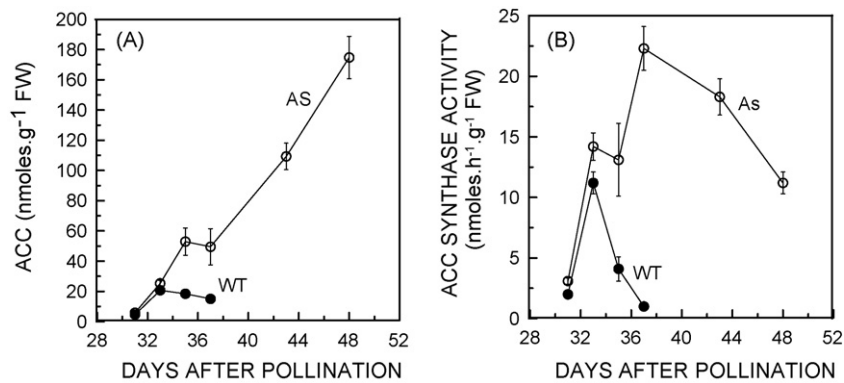 (A)
200
180
160
140
120
100
80
60
40
20
0
ACC (nmoles.g⁻¹ FW)
AS
WT
28 32 36 40 44 48 52
DAYS AFTER POLLINATION
(B)
25
20
15
10
5
0
ACC SYNTHASE ACTIVITY
(nmoles.h⁻¹.g⁻¹ FW)
As
WT
28 32 36 40 44 48 52
DAYS AFTER POLLINATION